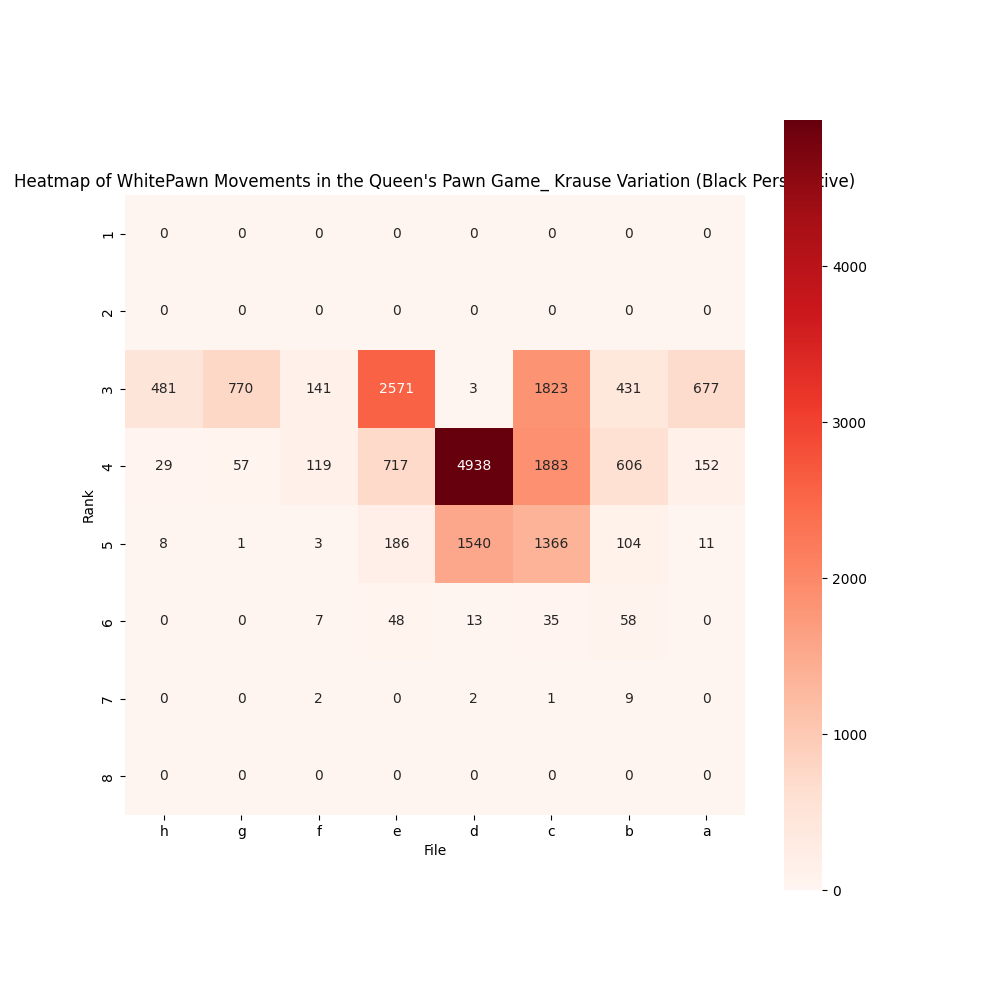 Heatmap of WhitePawn Movements in the Queen's Pawn Game_ Krause Variation (Black Pers tive)
1 0 0 0 0 0 0 0 0
2 0 0 0 0 0 0 0 0
4000
3 481 770 141 2571 3 1823 431 677
3000
4 29 57 119 717 4938 1883 606 152
Rank
5 8 1 3 186 1540 1366 104 11
2000
6 0 0 7 48 13 35 58 0
7 0 0 2 0 2 1 9 0
1000
8 0 0 0 0 0 0 0 0
h g f e d c b a
File
0